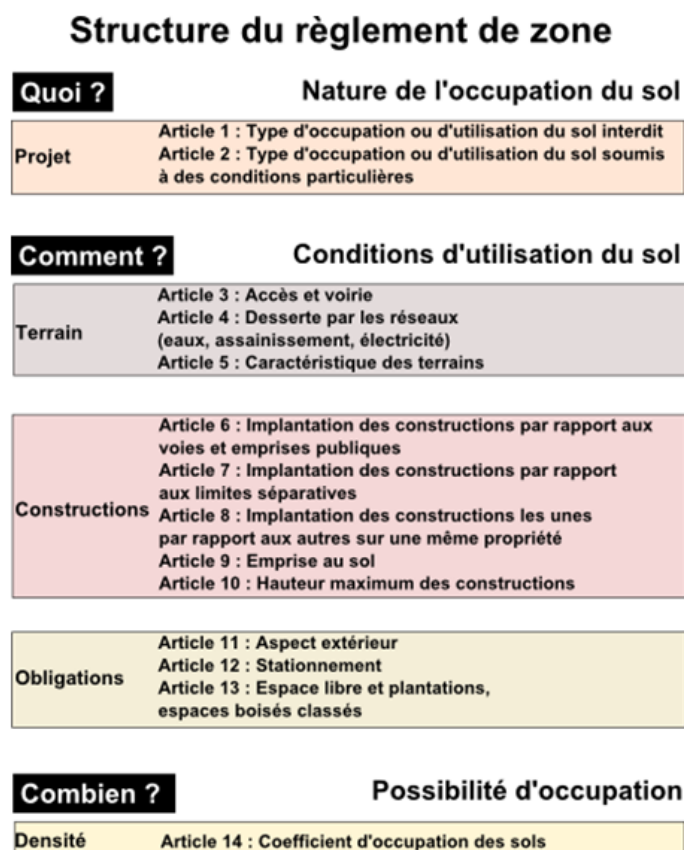 Structure du règlement de zone
Quoi ?
Nature de l'occupation du sol
Projet
Article 1 : Type d'occupation ou d'utilisation du sol interdit
Article 2 : Type d'occupation ou d'utilisation du sol soumis
à des conditions particulières
Comment ?
Conditions d'utilisation du sol
Terrain
Article 3 : Accès et voirie
Article 4 : Desserte par les réseaux
(eaux, assainissement, électricité)
Article 5 : Caractéristique des terrains
Constructions
Article 6 : Implantation des constructions par rapport aux
voies et emprises publiques
Article 7 : Implantation des constructions par rapport
aux limites séparatives
Article 8 : Implantation des constructions les unes
par rapport aux autres sur une même propriété
Article 9 : Emprise au sol
Article 10 : Hauteur maximum des constructions
Obligations
Article 11 : Aspect extérieur
Article 12 : Stationnement
Article 13 : Espace libre et plantations,
espaces boisés classés
Combien ?
Possibilité d'occupation
Densité
Article 14 : Coefficient d'occupation des sols